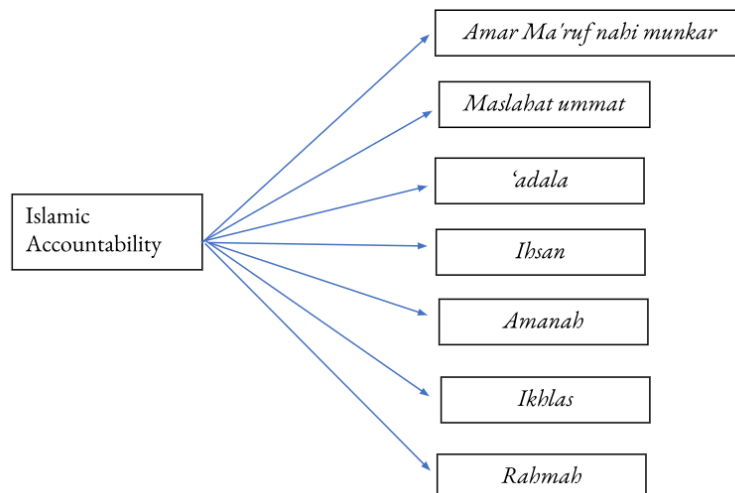 Amar Ma'ruf nahi munkar
Maslahat ummat
‘adala
Islamic
Accountability
Ihsan
Amanah
Ikhlas
Rahmah